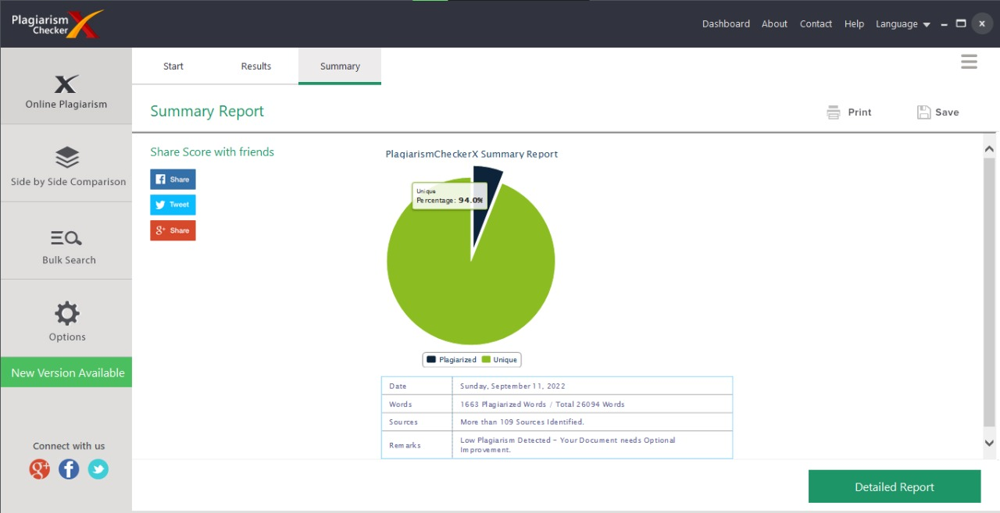 Plagiarism
Checker
Dashboard About Contact Help Language
Online Plagiarism
Side by Side Comparison
Bulk Search
Options
New Version Available
Connect with us
Start Results Summary
Summary Report
Print Save
Share Score with friends
Share
Tweet
Share
PlagiarismCheckerX Summary Report
Unique
Percentage: 94.0%
Plagiarized Unique
Date Sunday, September 11, 2022
Words 1663 Plagiarized Words / Total 26094 Words
Sources More than 109 Sources Identified.
Remarks Low Plagiarism Detected - Your Document needs Optional
Improvement.
Detailed Report